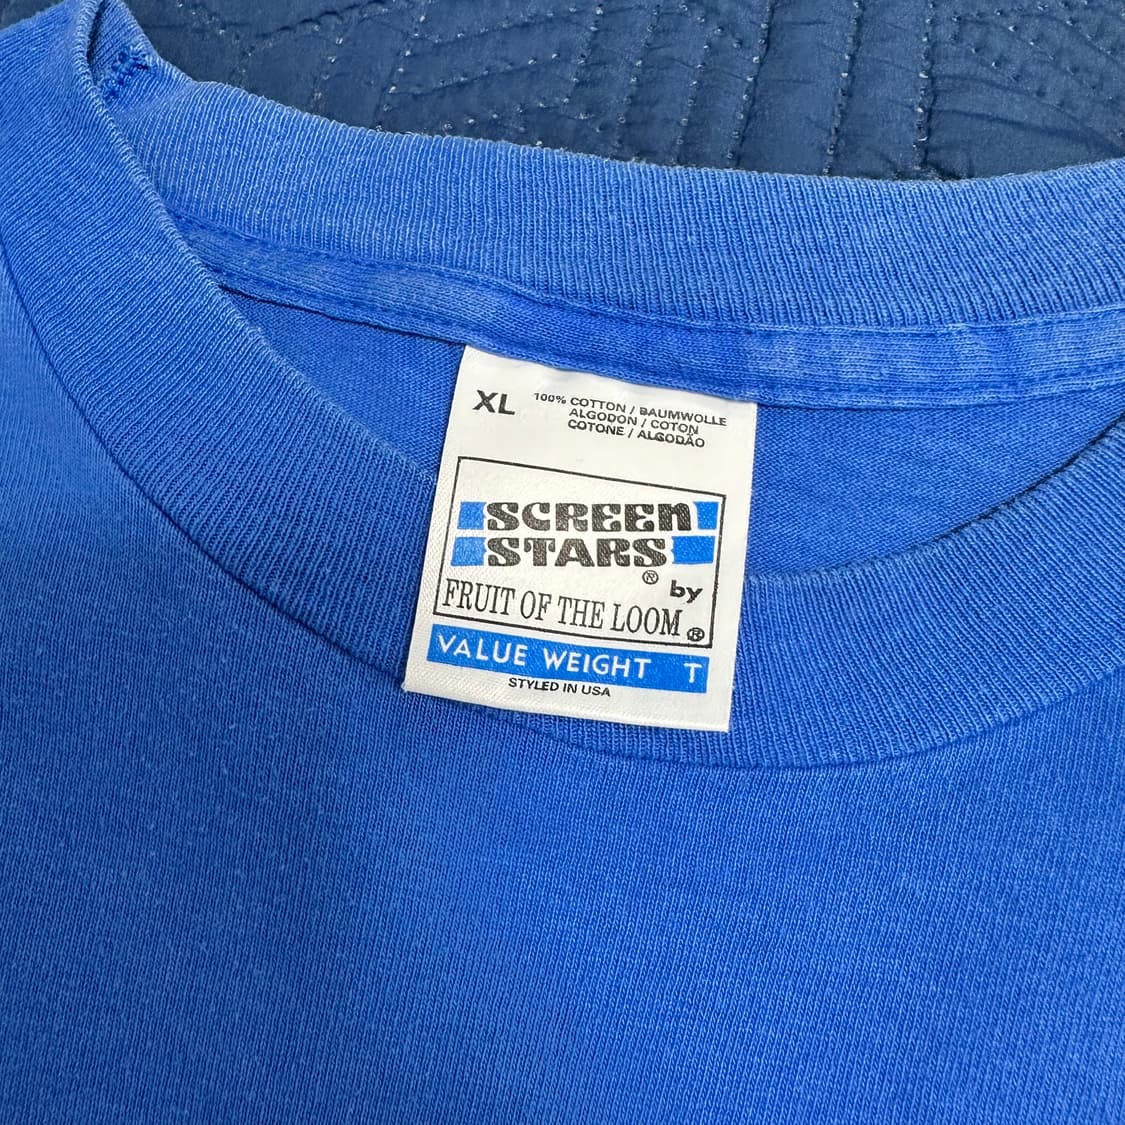 XL
100% COTTON / BAUMWOLLE
ALGODON / COTON
COTONE / ALGODÃO
SCREEN
STARS®
by
FRUIT OF THE LOOM®
VALUE WEIGHT T
STYLED IN USA